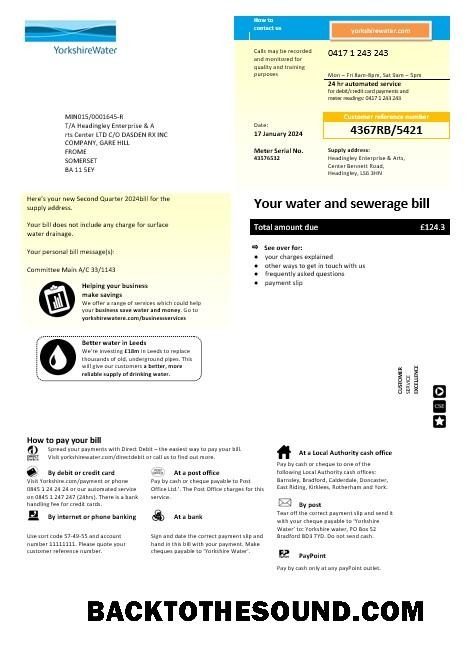 YorkshireWater
How to
contact us
yorkshirewater.com
Calls may be recorded
and monitored for
quality and training
purposes
0417 1 243 243
Mon – Fri 8am-8pm, Sat 9am – 5pm
24 hr automated service
for debit/credit card payments and
meter readings: 0417 1 243 243
Customer reference number
4367RB/5421
Date:
17 January 2024
Meter Serial No.
43576532
Supply address:
Headingley Enterprise & Arts,
Center Bennett Road,
Headingley, LS6 3HN
MIN015/0001645-R
T/A Headingley Enterprise & A
rts Center LTD C/O DASDEN RX INC
COMPANY, GARE HILL
FROME
SOMERSET
BA 11 5EY
Here's your new Second Quarter 2024bill for the
supply address.
Your bill does not include any charge for surface
water drainage.
Your personal bill message(s):
Committee Main A/C 33/1143
Helping your business
make savings
We offer a range of services which could help
your business save water and money. Go to
yorkshirewatere.com/businesservices
Better water in Leeds
We're investing £18m in Leeds to replace
thousands of old, underground pipes. This
will give our customers a better, more
reliable supply of drinking water.
Your water and sewerage bill
Total amount due £124.3
⇨ See over for:
● your charges explained
● other ways to get in touch with us
● frequently asked questions
● payment slip
CUSTOMER
SERVICE
EXCELLENCE
CSE
How to pay your bill
DIRECT
Debit
Spread your payments with Direct Debit – the easiest way to pay your bill.
Visit yorkshirewater.com/directdebit or call us to find out more.
By debit or credit card
Visit Yorkshire.com/payment or phone
0845 1 24 24 24 or our automated service
on 0845 1 247 247 (24hrs). There is a bank
handling fee for credit cards.
By internet or phone banking
Use sort code 57-49-55 and account
number 11111111. Please quote your
customer reference number.
At a post office
Pay by cash or cheque payable to Post
Office Ltd.'. The Post Office charges for this
service.
At a bank
Sign and date the correct payment slip and
hand in this bill with your payment. Make
cheques payable to 'Yorkshire Water'.
At a Local Authority cash office
Pay by cash or cheque to one of the
following Local Authority cash offices:
Barnsley, Bradford, Calderdale, Doncaster,
East Riding, Kirklees, Rotherham and York.
By post
Tear off the correct payment slip and send it
with your cheque payable to 'Yorkshire
Water' to: Yorkshire water, PO Box 52
Bradford BD3 7YD. Do not send cash.
PayPoint
Pay by cash only at any payPoint outlet.
BACKTOTHESOUND.COM